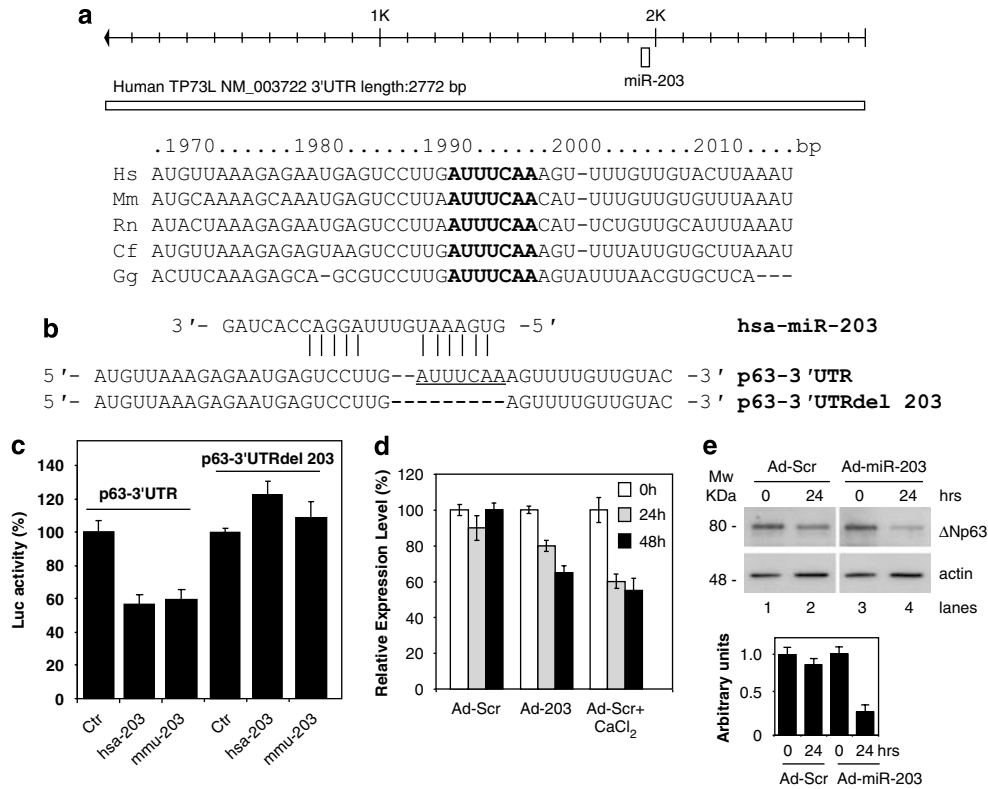 a
1K 2K
miR-203
Human TP73L NM_003722 3'UTR length:2772 bp
.1970......1980......1990......2000.......2010....bp
Hs AUGUUAAAGAGAAUGAGUCCUUGAUUUCAAAGU-UUUGUUGUACUUAAAU
Mm AUGCAAAAGCAAAUGAGUCCUUAAUUUCAACAU-UUUGUUGUGUUUAAAU
Rn AUACUAAAGAGAAUGAGUCCUUAAUUUCAACAU-UCUGUUGCAUUUAAAU
Cf AUGUUAAAGAGAGUAAGUCCUUGAUUUCAAAGU-UUUAUUGUGCUUAAAU
Gg ACUUCAAAGAGCA-GCGUCCUUGAUUUCAAAGUAUUUAACGUGCUCA---
b
3'- GAUCACCAGGAUUUGUAAAGUG -5' hsa-miR-203
5'- AUGUUAAAGAGAAUGAGUCCUUG--AUUUCAAAGUUUUGUUGUAC -3' p63-3'UTR
5'- AUGUUAAAGAGAAUGAGUCCUUG---------AGUUUUGUUGUAC -3' p63-3'UTRdel 203
c
Luc activity (%)
140
120
100
80
60
40
20
0
p63-3'UTR
p63-3'UTRdel 203
Ctr hsa-203 mmu-203 Ctr hsa-203 mmu-203
d
Relative Expression Level (%)
120
100
80
60
40
20
0
0h
24h
48h
Ad-Scr Ad-203 Ad-Scr+
CaCl2
e
Mw
KDa
Ad-Scr Ad-miR-203
0 24 0 24 hrs
80 - ΔNp63
48 - actin
1 2 3 4 lanes
Arbitrary units
1.0
0.5
0
0 24 0 24 hrs
Ad-Scr Ad-miR-203